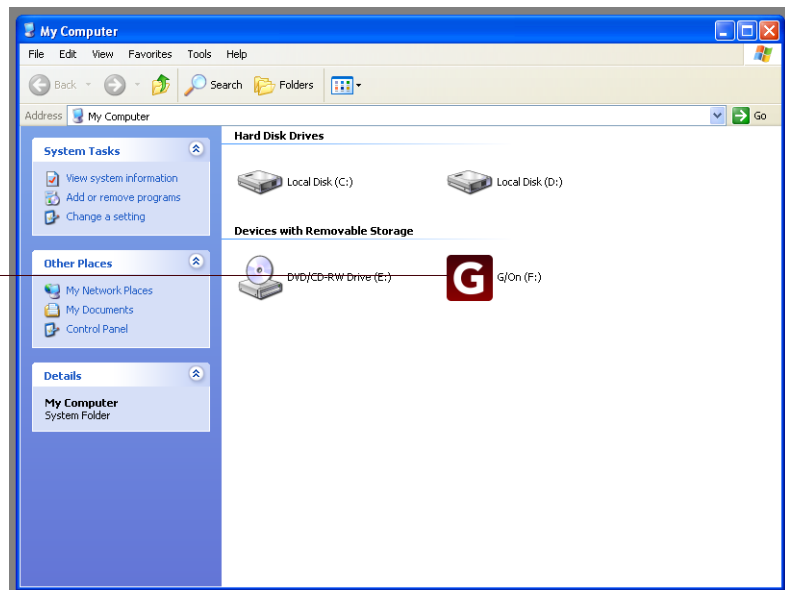 My Computer
File Edit View Favorites Tools Help
Back Search Folders
Address My Computer Go
System Tasks
View system information
Add or remove programs
Change a setting
Other Places
My Network Places
My Documents
Control Panel
Details
My Computer
System Folder
Hard Disk Drives
Local Disk (C:) Local Disk (D:)
Devices with Removable Storage
DVD/CD-RW Drive (E:) G G/On (F:)